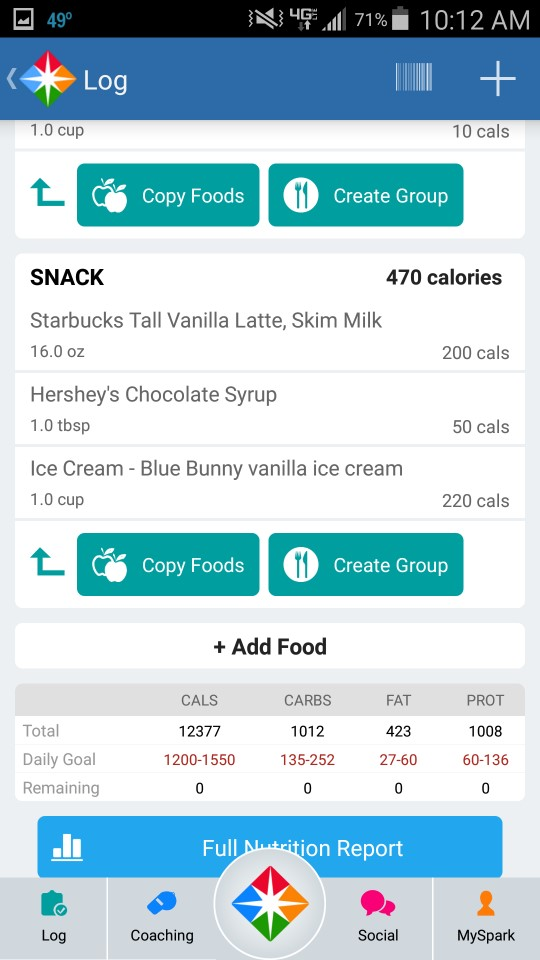 49° 4G LTE 71% 10:12 AM
Log
1.0 cup 10 cals
Copy Foods Create Group
SNACK 470 calories
Starbucks Tall Vanilla Latte, Skim Milk
16.0 oz 200 cals
Hershey's Chocolate Syrup
1.0 tbsp 50 cals
Ice Cream - Blue Bunny vanilla ice cream
1.0 cup 220 cals
Copy Foods Create Group
+ Add Food
CALS CARBS FAT PROT
Total 12377 1012 423 1008
Daily Goal 1200-1550 135-252 27-60 60-136
Remaining 0 0 0 0
Full Nutrition Report
Log Coaching Social MySpark